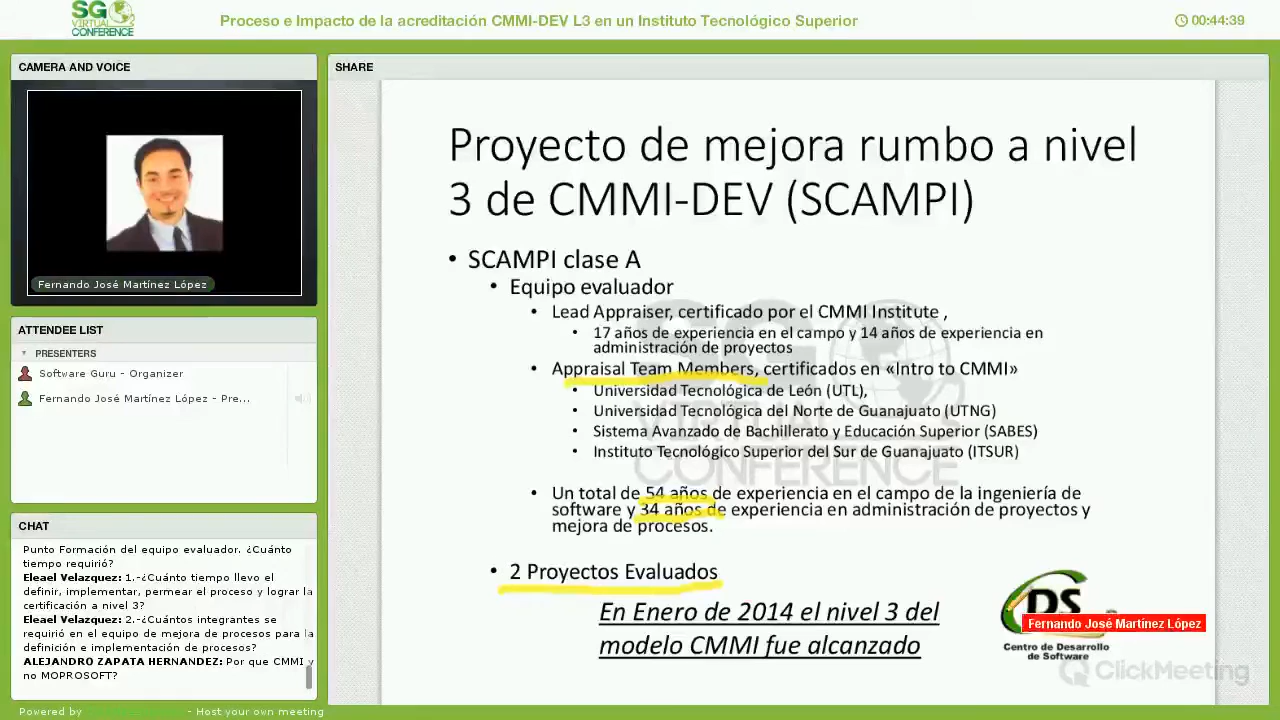 SG
VIRTUAL
CONFERENCE
Proceso e Impacto de la acreditación CMMI-DEV L3 en un Instituto Tecnológico Superior
00:44:39
CAMERA AND VOICE
Fernando José Martínez López
ATTENDEE LIST
PRESENTERS
Software Guru - Organizer
Fernando José Martínez López - Pre...
CHAT
Punto Formación del equipo evaluador. ¿Cuánto
tiempo requirió?
Eleael Velazquez: 1.-¿Cuánto tiempo llevo el
definir, implementar, permear el proceso y lograr la
certificación a nivel 3?
Eleael Velazquez: 2.-¿Cuántos integrantes se
requirió en el equipo de mejora de procesos para la
definición e implementación de procesos?
ALEJANDRO ZAPATA HERNANDEZ: Por que CMMI y
no MOPROSOFT?
Powered by
- Host your own meeting
SHARE
Proyecto de mejora rumbo a nivel
3 de CMMI-DEV (SCAMPI)
• SCAMPI clase A
• Equipo evaluador
• Lead Appraiser, certificado por el CMMI Institute ,
• 17 años de experiencia en el campo y 14 años de experiencia en
administración de proyectos
• Appraisal Team Members, certificados en «Intro to CMMI»
• Universidad Tecnológica de León (UTL),
• Universidad Tecnológica del Norte de Guanajuato (UTNG)
• Sistema Avanzado de Bachillerato y Educación Superior (SABES)
• Instituto Tecnológico Superior del Sur de Guanajuato (ITSUR)
• Un total de 54 años de experiencia en el campo de la ingeniería de
software y 34 años de experiencia en administración de proyectos y
mejora de procesos.
• 2 Proyectos Evaluados
En Enero de 2014 el nivel 3 del
modelo CMMI fue alcanzado
SG
VIRTUAL
CONFERENCE
DS
Fernando José Martínez López
Centro de Desarrollo
de Software
ClickMeeting